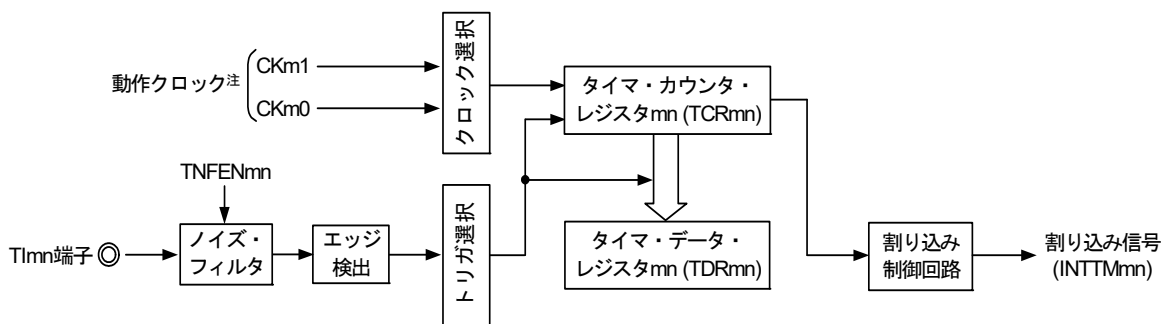 動作クロック注
CKm1
CKm0
クロック選択
タイマ・カウンタ・
レジスタmn (TCRmn)
TNFENmn
TImn端子
ノイズ・
フィルタ
エッジ
検出
トリガ選択
タイマ・データ・
レジスタmn (TDRmn)
割り込み
制御回路
割り込み信号
(INTTMmn)